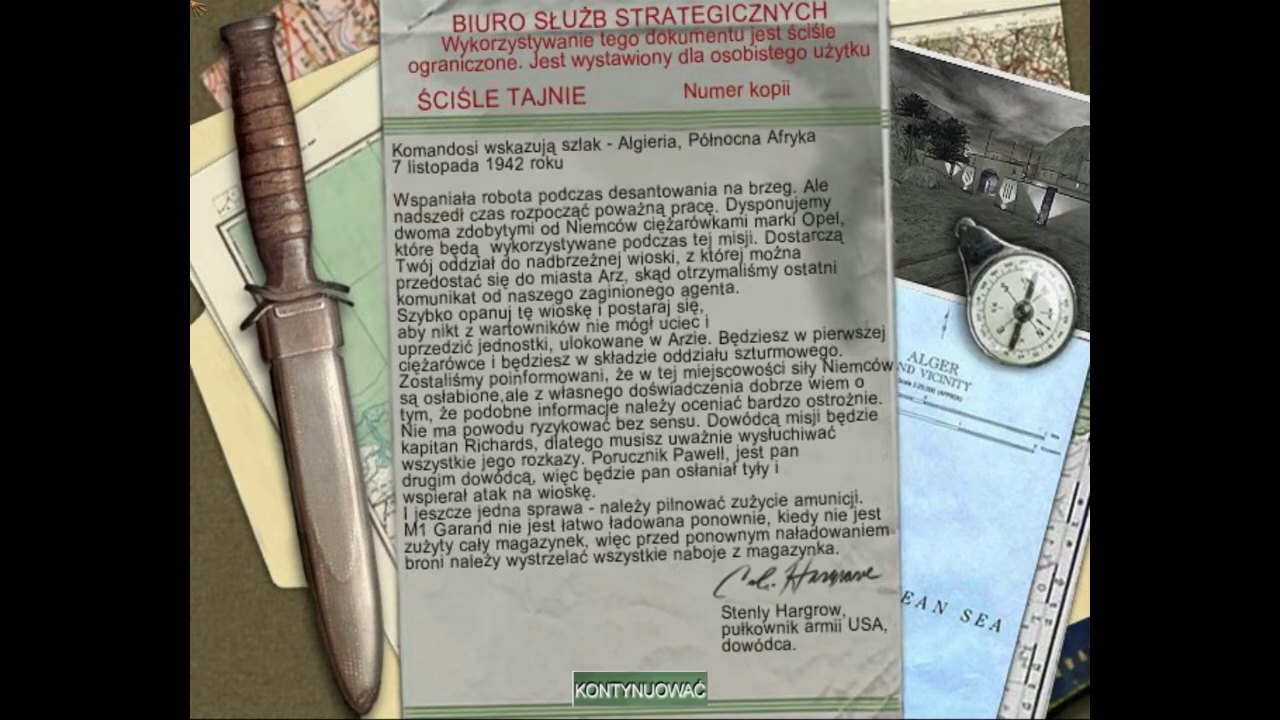 BIURO SŁUŻB STRATEGICZNYCH
Wykorzystywanie tego dokumentu jest ściśle
ograniczone. Jest wystawiony dla osobistego użytku
ŚCIŚLE TAJNIE Numer kopii
Komandosi wskazują szlak - Algieria, Północna Afryka
7 listopada 1942 roku
Wspaniała robota podczas desantowania na brzeg. Ale
nadszedł czas rozpocząć poważną pracę. Dysponujemy
dwoma zdobytymi od Niemców ciężarówkami marki Opel,
które będą wykorzystywane podczas tej misji. Dostarczą
Twój oddział do nadbrzeżnej wioski, z której można
przedostać się do miasta Arz, skąd otrzymaliśmy ostatni
komunikat od naszego zaginionego agenta.
Szybko opanuj tę wioskę i postaraj się,
aby nikt z wartowników nie mógł uciec i
uprzedzić jednostki, ulokowane w Arzie. Będziesz w pierwszej
ciężarówce i będziesz w składzie oddziału szturmowego.
Zostaliśmy poinformowani, że w tej miejscowości siły Niemców
są osłabione,ale z własnego doświadczenia dobrze wiem o
tym, że podobne informacje należy oceniać bardzo ostrożnie.
Nie ma powodu ryzykować bez sensu. Dowódcą misji będzie
kapitan Richards, dlatego musisz uważnie wysłuchiwać
wszystkie jego rozkazy. Porucznik Pawell, jest pan
drugim dowódcą, więc będzie pan osłaniał tyły i
wspierał atak na wioskę.
I jeszcze jedna sprawa - należy pilnować zużycie amunicji.
M1 Garand nie jest łatwo ładowana ponownie, kiedy nie jest
zużyty cały magazynek, więc przed ponownym naładowaniem
broni należy wystrzelać wszystkie naboje z magazynka.
Col. Hargrove
Stenly Hargrow,
pułkownik armii USA,
dowódca.
KONTYNUOWAĆ
ALGER
ND VICINITY
EAN SEA